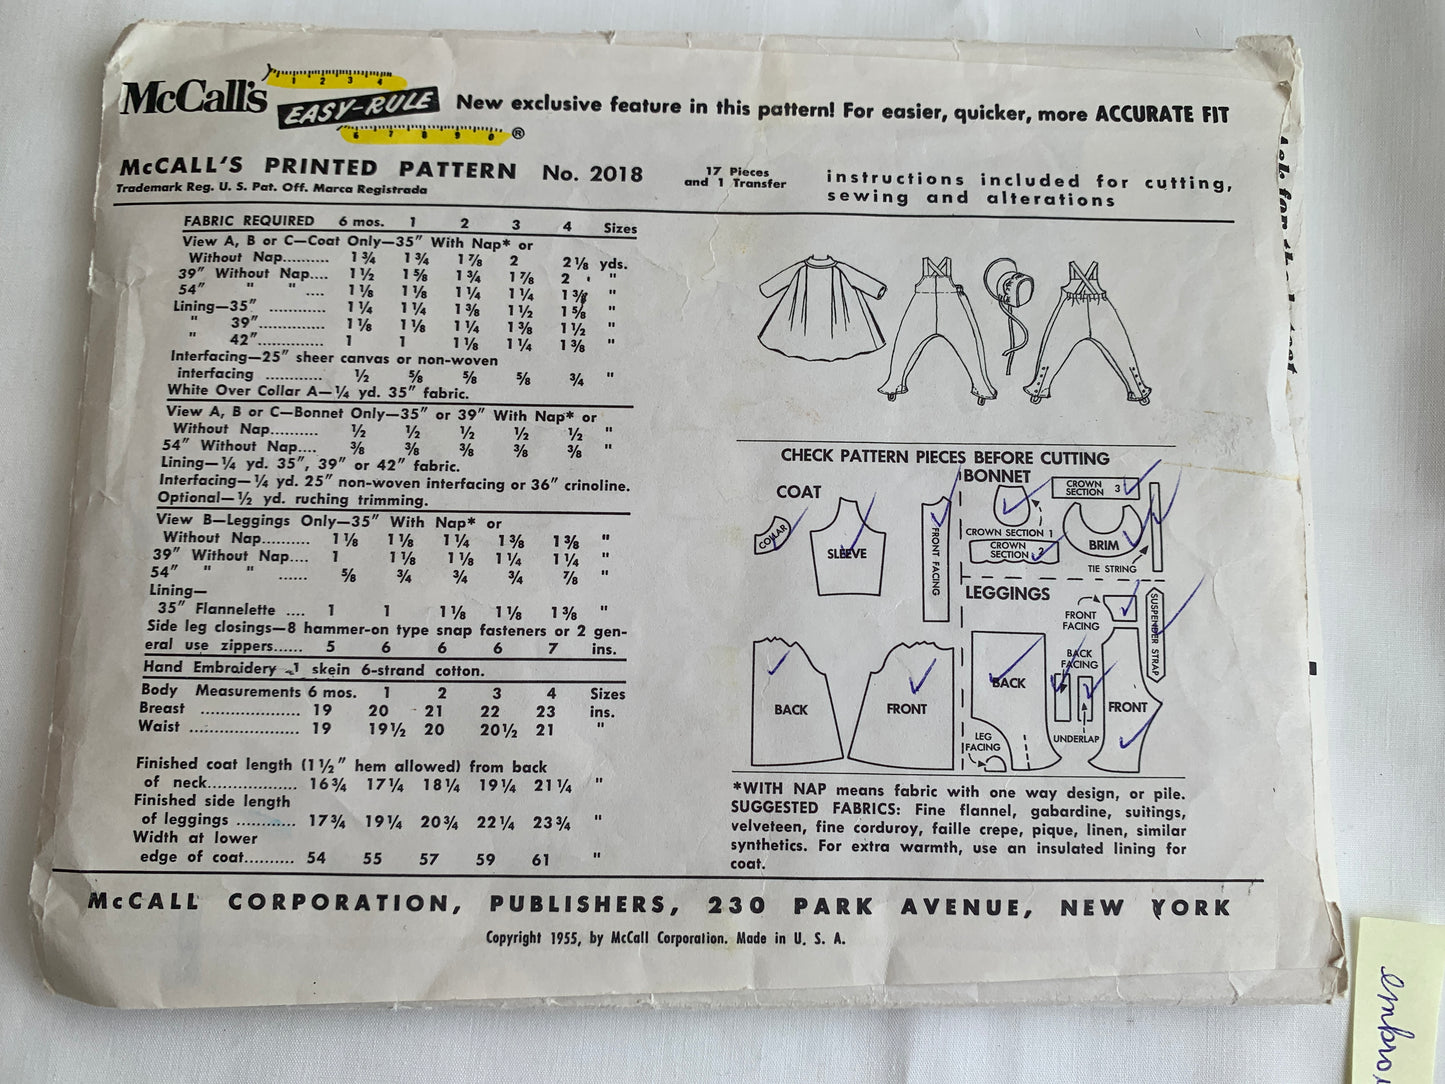 McCall's
1 2 3 4
EASY-RULE
6 7 8 9 0 ®
New exclusive feature in this pattern! For easier, quicker, more ACCURATE FIT
McCALL'S PRINTED PATTERN No. 2018
Trademark Reg. U. S. Pat. Off. Marca Registrada
17 Pieces
and 1 Transfer
instructions included for cutting,
sewing and alterations
FABRIC REQUIRED 6 mos. 1 2 3 4 Sizes
View A, B or C—Coat Only—35" With Nap* or
Without Nap.......... 1¾ 1¾ 1⅞ 2 2⅛ yds.
39" Without Nap.... 1½ 1⅝ 1¾ 1⅞ 2 "
54" " " .... 1⅛ 1⅛ 1¼ 1¼ 1⅜ "
Lining—35" ............ 1¼ 1¼ 1⅜ 1½ 1⅝ "
" 39".............. 1⅛ 1⅛ 1¼ 1⅜ 1½ "
" 42".............. 1 1 1⅛ 1¼ 1⅜ "
Interfacing—25" sheer canvas or non-woven
interfacing ............ ½ ⅝ ⅝ ⅝ ¾ "
White Over Collar A—¼ yd. 35" fabric.
View A, B or C—Bonnet Only—35" or 39" With Nap* or
Without Nap.......... ½ ½ ½ ½ ½ "
54" Without Nap.... ⅜ ⅜ ⅜ ⅜ ⅜ "
Lining—¼ yd. 35", 39" or 42" fabric.
Interfacing—¼ yd. 25" non-woven interfacing or 36" crinoline.
Optional—½ yd. ruching trimming.
View B—Leggings Only—35" With Nap* or
Without Nap.......... 1⅛ 1⅛ 1¼ 1⅜ 1⅜ "
39" Without Nap.... 1 1⅛ 1⅛ 1¼ 1¼ "
54" " " ...... ⅝ ¾ ¾ ¾ ⅞ "
Lining—
35" Flannelette .... 1 1 1⅛ 1⅛ 1⅜ "
Side leg closings—8 hammer-on type snap fasteners or 2 gen-
eral use zippers...... 5 6 6 6 7 ins.
Hand Embroidery—1 skein 6-strand cotton.
Body Measurements 6 mos. 1 2 3 4 Sizes
Breast .................... 19 20 21 22 23 ins.
Waist ...................... 19 19½ 20 20½ 21 "
Finished coat length (1½" hem allowed) from back
of neck.................. 16¾ 17¼ 18¼ 19¼ 21¼ "
Finished side length
of leggings ............ 17¾ 19¼ 20¾ 22¼ 23¾ "
Width at lower
edge of coat.......... 54 55 57 59 61 "
CHECK PATTERN PIECES BEFORE CUTTING
COAT
COLLAR
SLEEVE
FRONT FACING
BACK
FRONT
BONNET
CROWN
SECTION 3
CROWN SECTION 1
CROWN
SECTION 2
BRIM
TIE STRING
LEGGINGS
FRONT
FACING
SUSPENDER STRAP
BACK
FACING
BACK
FRONT
UNDERLAP
LEG
FACING
*WITH NAP means fabric with one way design, or pile.
SUGGESTED FABRICS: Fine flannel, gabardine, suitings,
velveteen, fine corduroy, faille crepe, pique, linen, similar
synthetics. For extra warmth, use an insulated lining for
coat.
McCALL CORPORATION, PUBLISHERS, 230 PARK AVENUE, NEW YORK
Copyright 1955, by McCall Corporation. Made in U. S. A.
embro